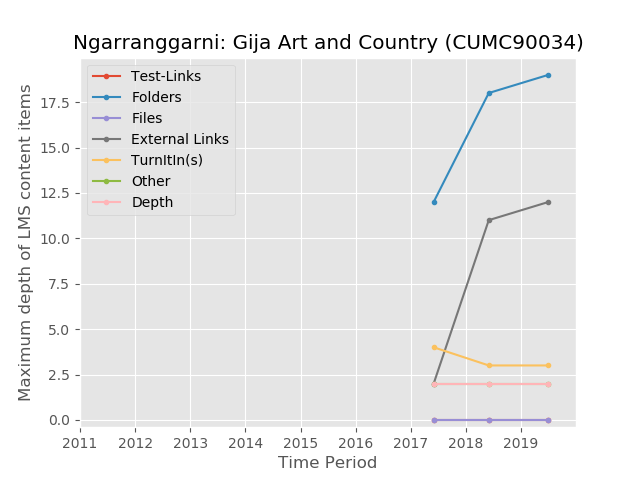 Ngarranggarni: Gija Art and Country (CUMC90034)
Test-Links
Folders
Files
External Links
TurnItIn(s)
Other
Depth
Maximum depth of LMS content items
17.5
15.0
12.5
10.0
7.5
5.0
2.5
0.0
2011 2012 2013 2014 2015 2016 2017 2018 2019
Time Period